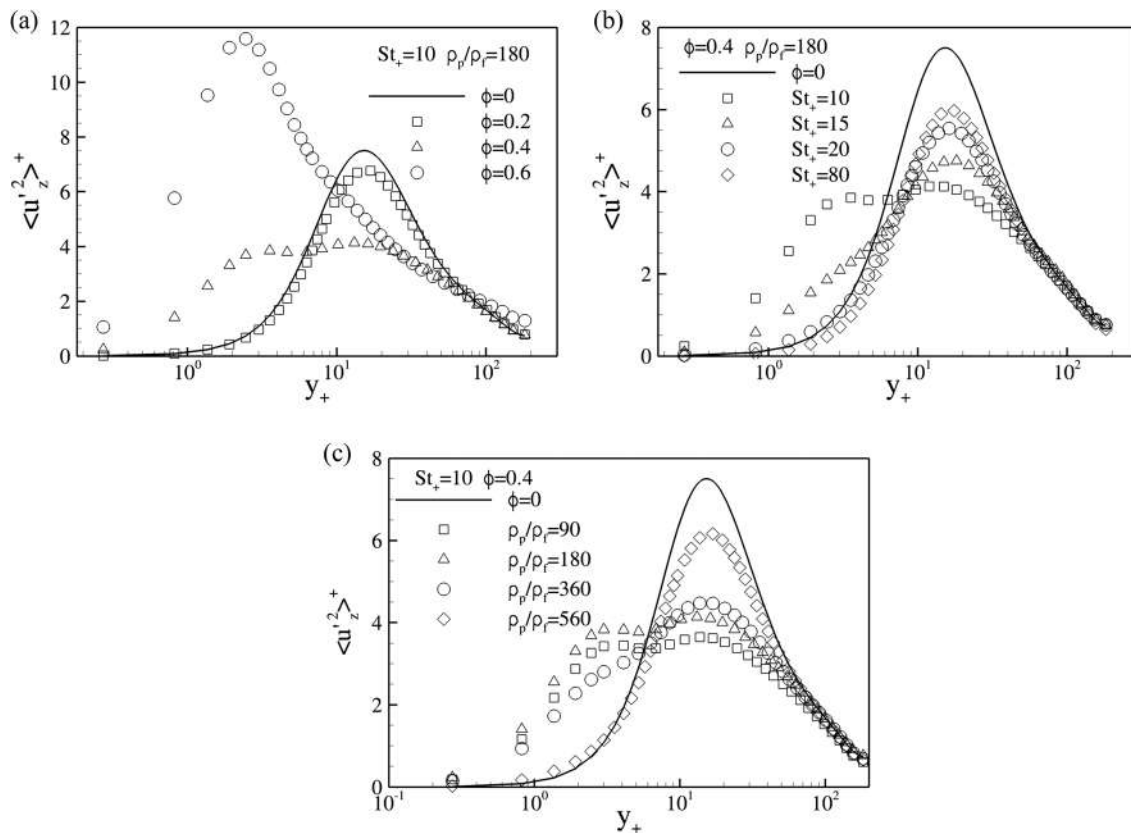 (a)
12
10
8
6
4
2
0
<u'²_z>⁺
St₊=10 ρₚ/ρf=180
ϕ=0
ϕ=0.2
ϕ=0.4
ϕ=0.6
10⁰ 10¹ 10²
y₊
(b)
8
6
4
2
0
<u'²_z>⁺
ϕ=0.4 ρₚ/ρf=180
ϕ=0
St₊=10
St₊=15
St₊=20
St₊=80
10⁰ 10¹ 10²
y₊
(c)
8
6
4
2
0
<u'²_z>⁺
St₊=10 ϕ=0.4
ϕ=0
ρₚ/ρf=90
ρₚ/ρf=180
ρₚ/ρf=360
ρₚ/ρf=560
10⁻¹ 10⁰ 10¹ 10²
y₊